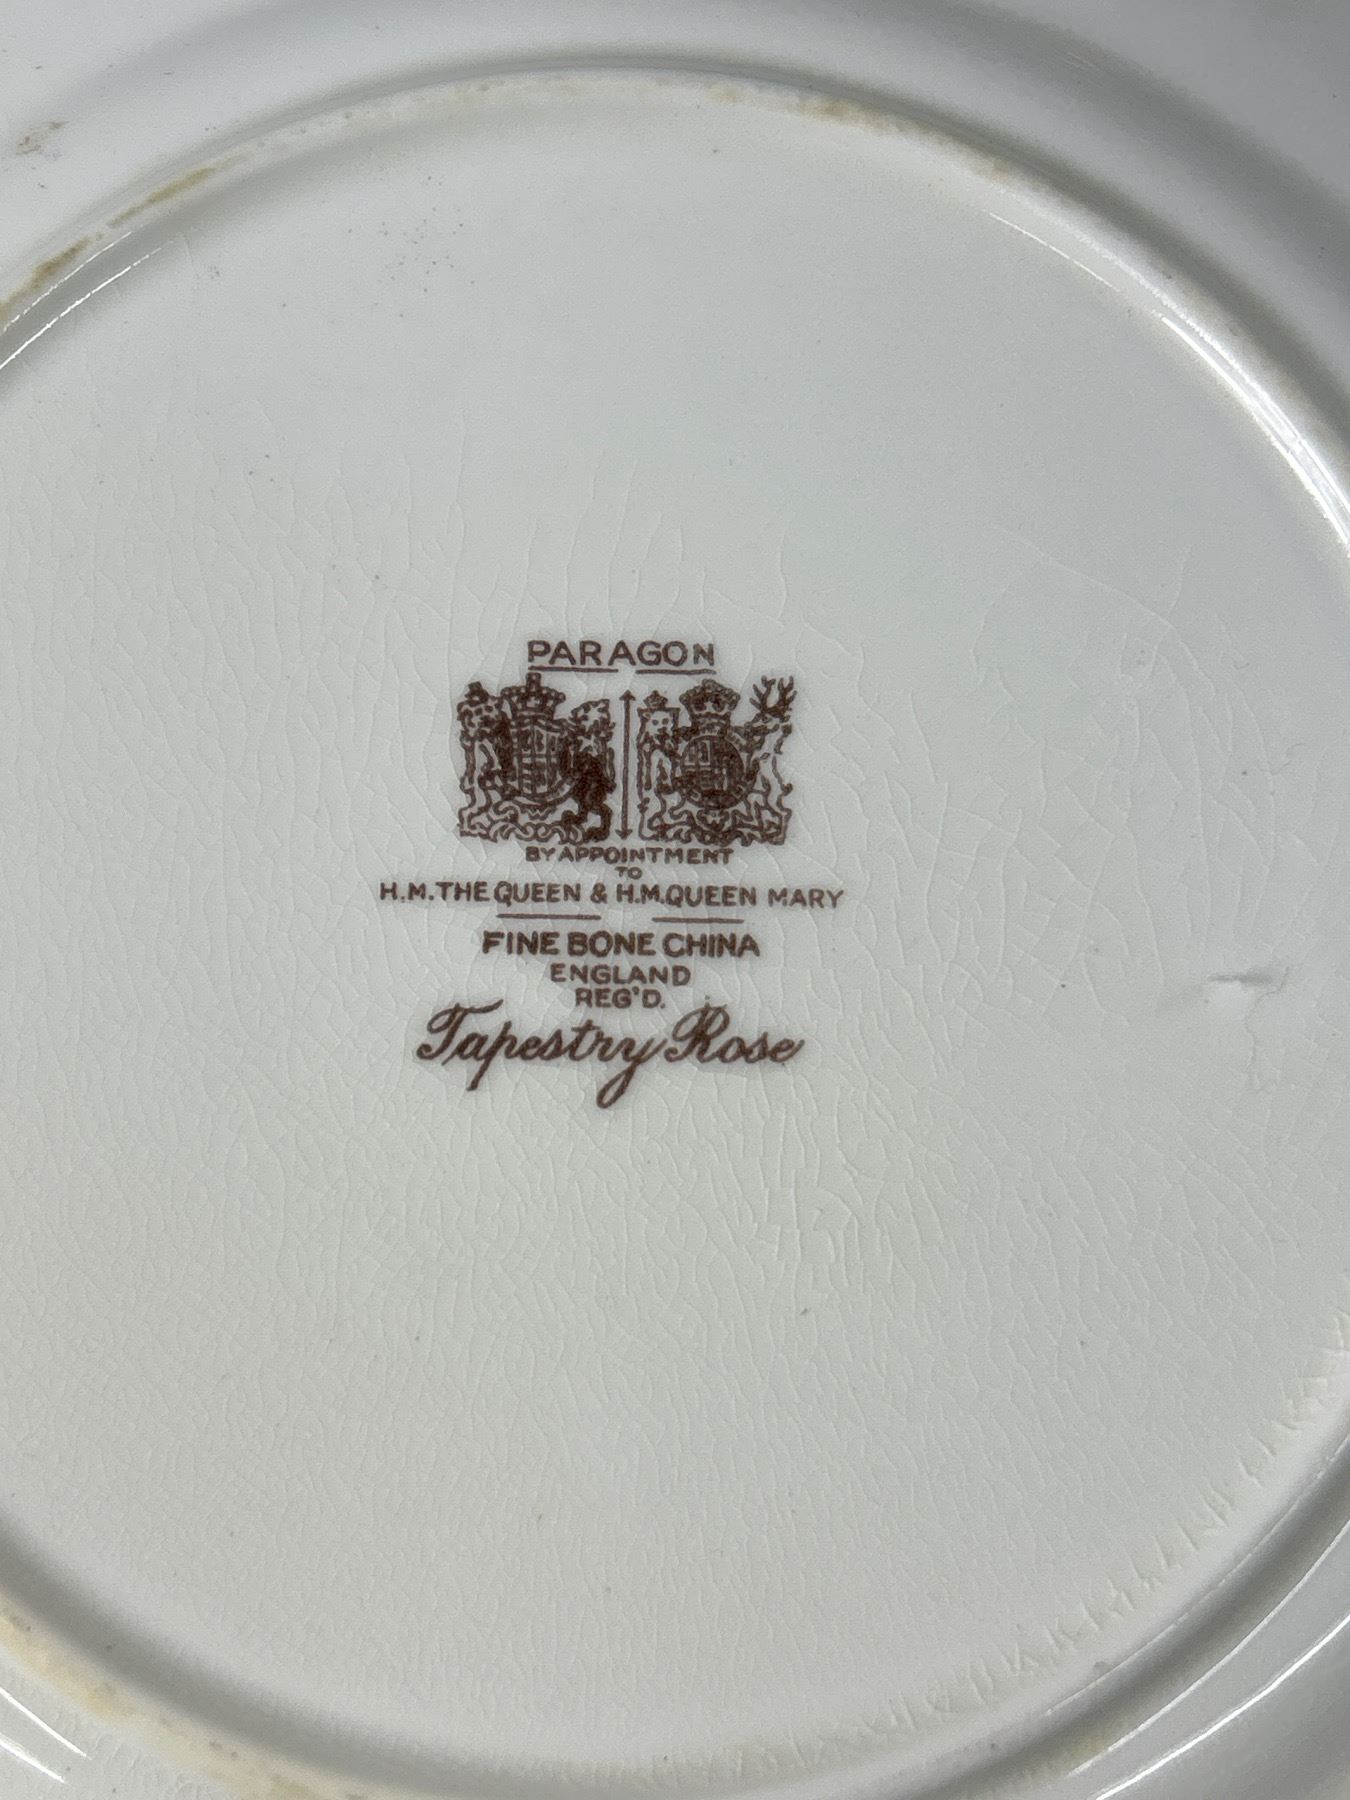 PARAGON
BY APPOINTMENT
TO
H.M. THE QUEEN & H.M. QUEEN MARY
FINE BONE CHINA
ENGLAND
REG'D.
Tapestry Rose